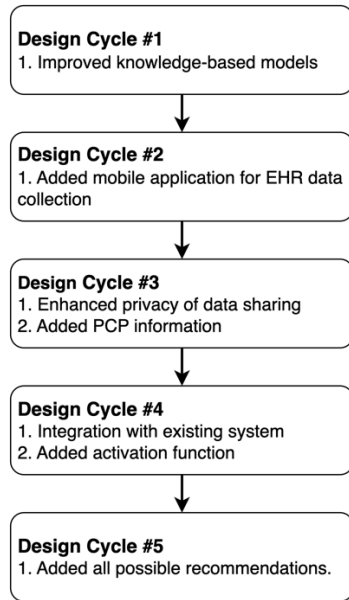 Design Cycle #1
1. Improved knowledge-based models
Design Cycle #2
1. Added mobile application for EHR data
collection
Design Cycle #3
1. Enhanced privacy of data sharing
2. Added PCP information
Design Cycle #4
1. Integration with existing system
2. Added activation function
Design Cycle #5
1. Added all possible recommendations.